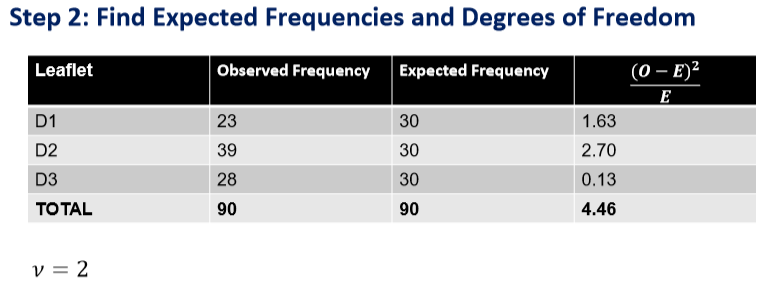 Step 2: Find Expected Frequencies and Degrees of Freedom
Leaflet Observed Frequency Expected Frequency (O − E)² / E
D1 23 30 1.63
D2 39 30 2.70
D3 28 30 0.13
TOTAL 90 90 4.46
ν = 2